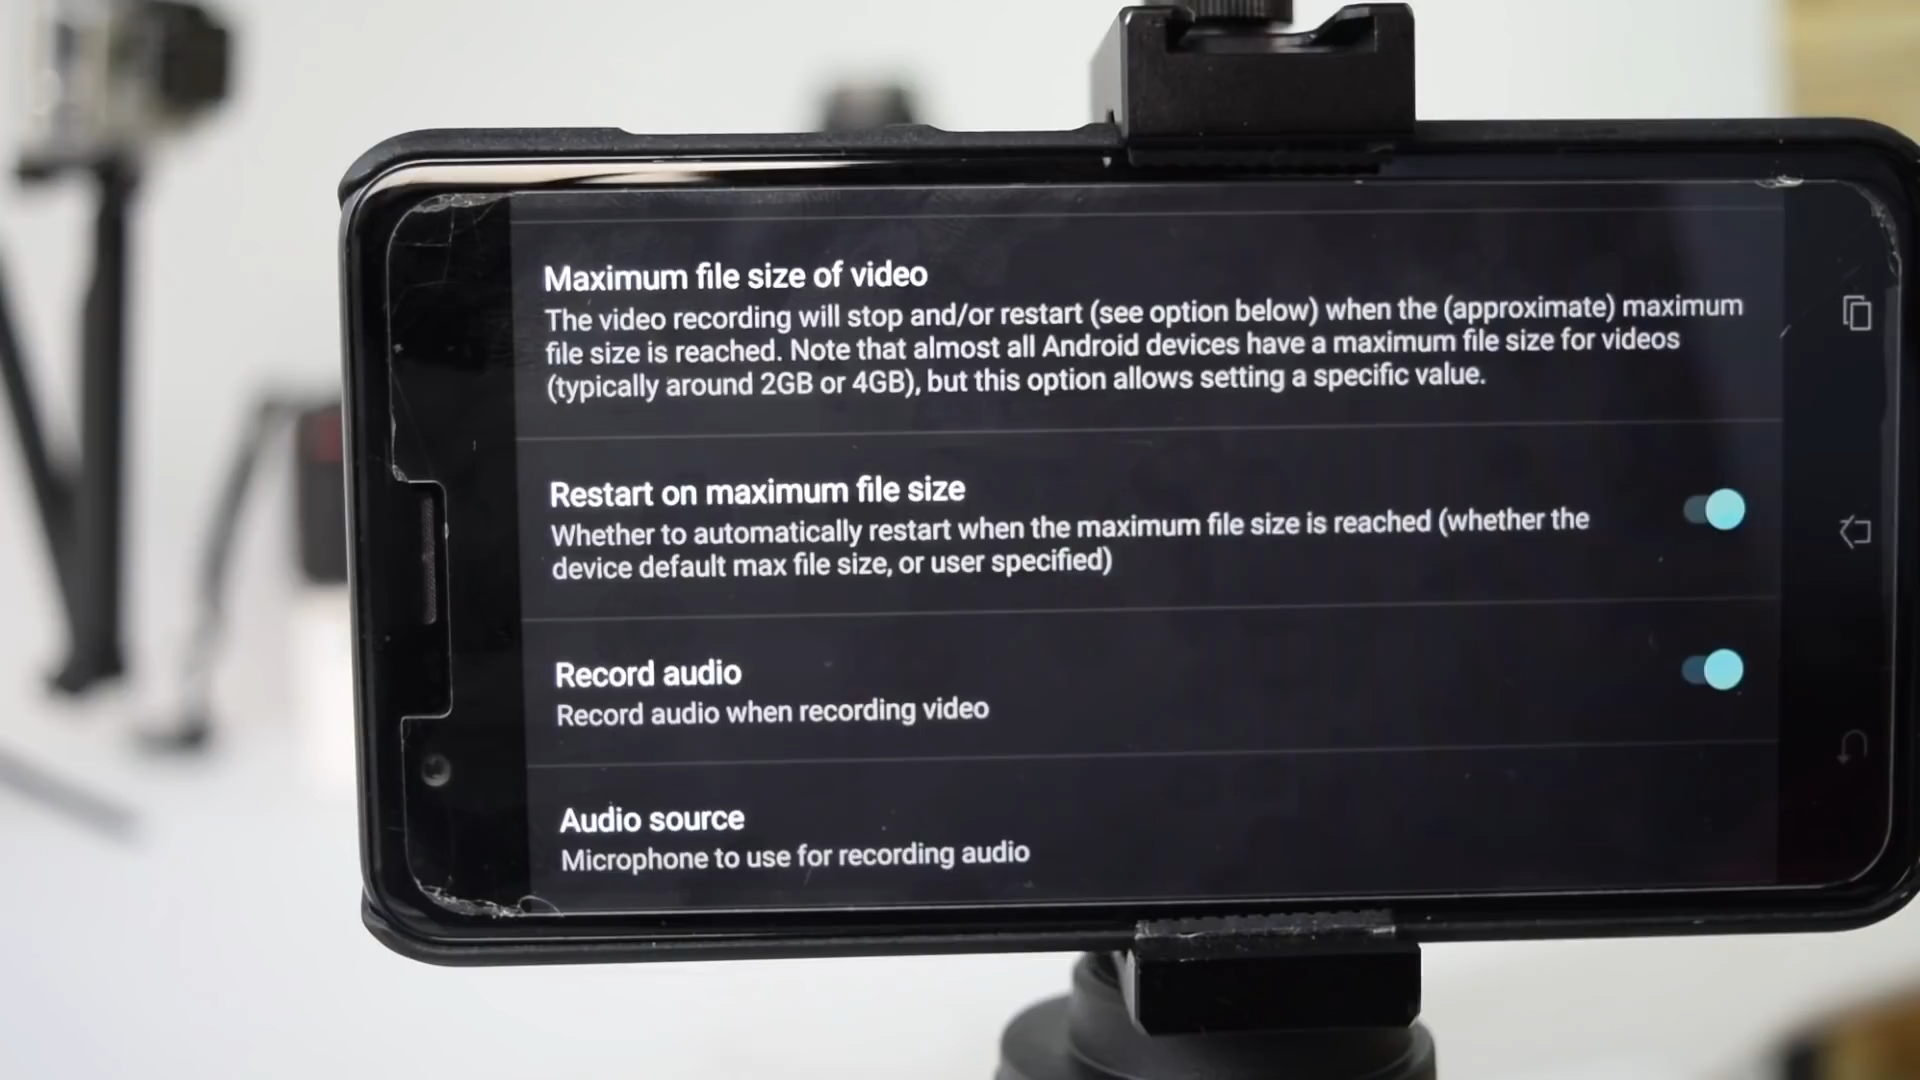 Maximum file size of video
The video recording will stop and/or restart (see option below) when the (approximate) maximum
file size is reached. Note that almost all Android devices have a maximum file size for videos
(typically around 2GB or 4GB), but this option allows setting a specific value.
Restart on maximum file size
Whether to automatically restart when the maximum file size is reached (whether the
device default max file size, or user specified)
Record audio
Record audio when recording video
Audio source
Microphone to use for recording audio